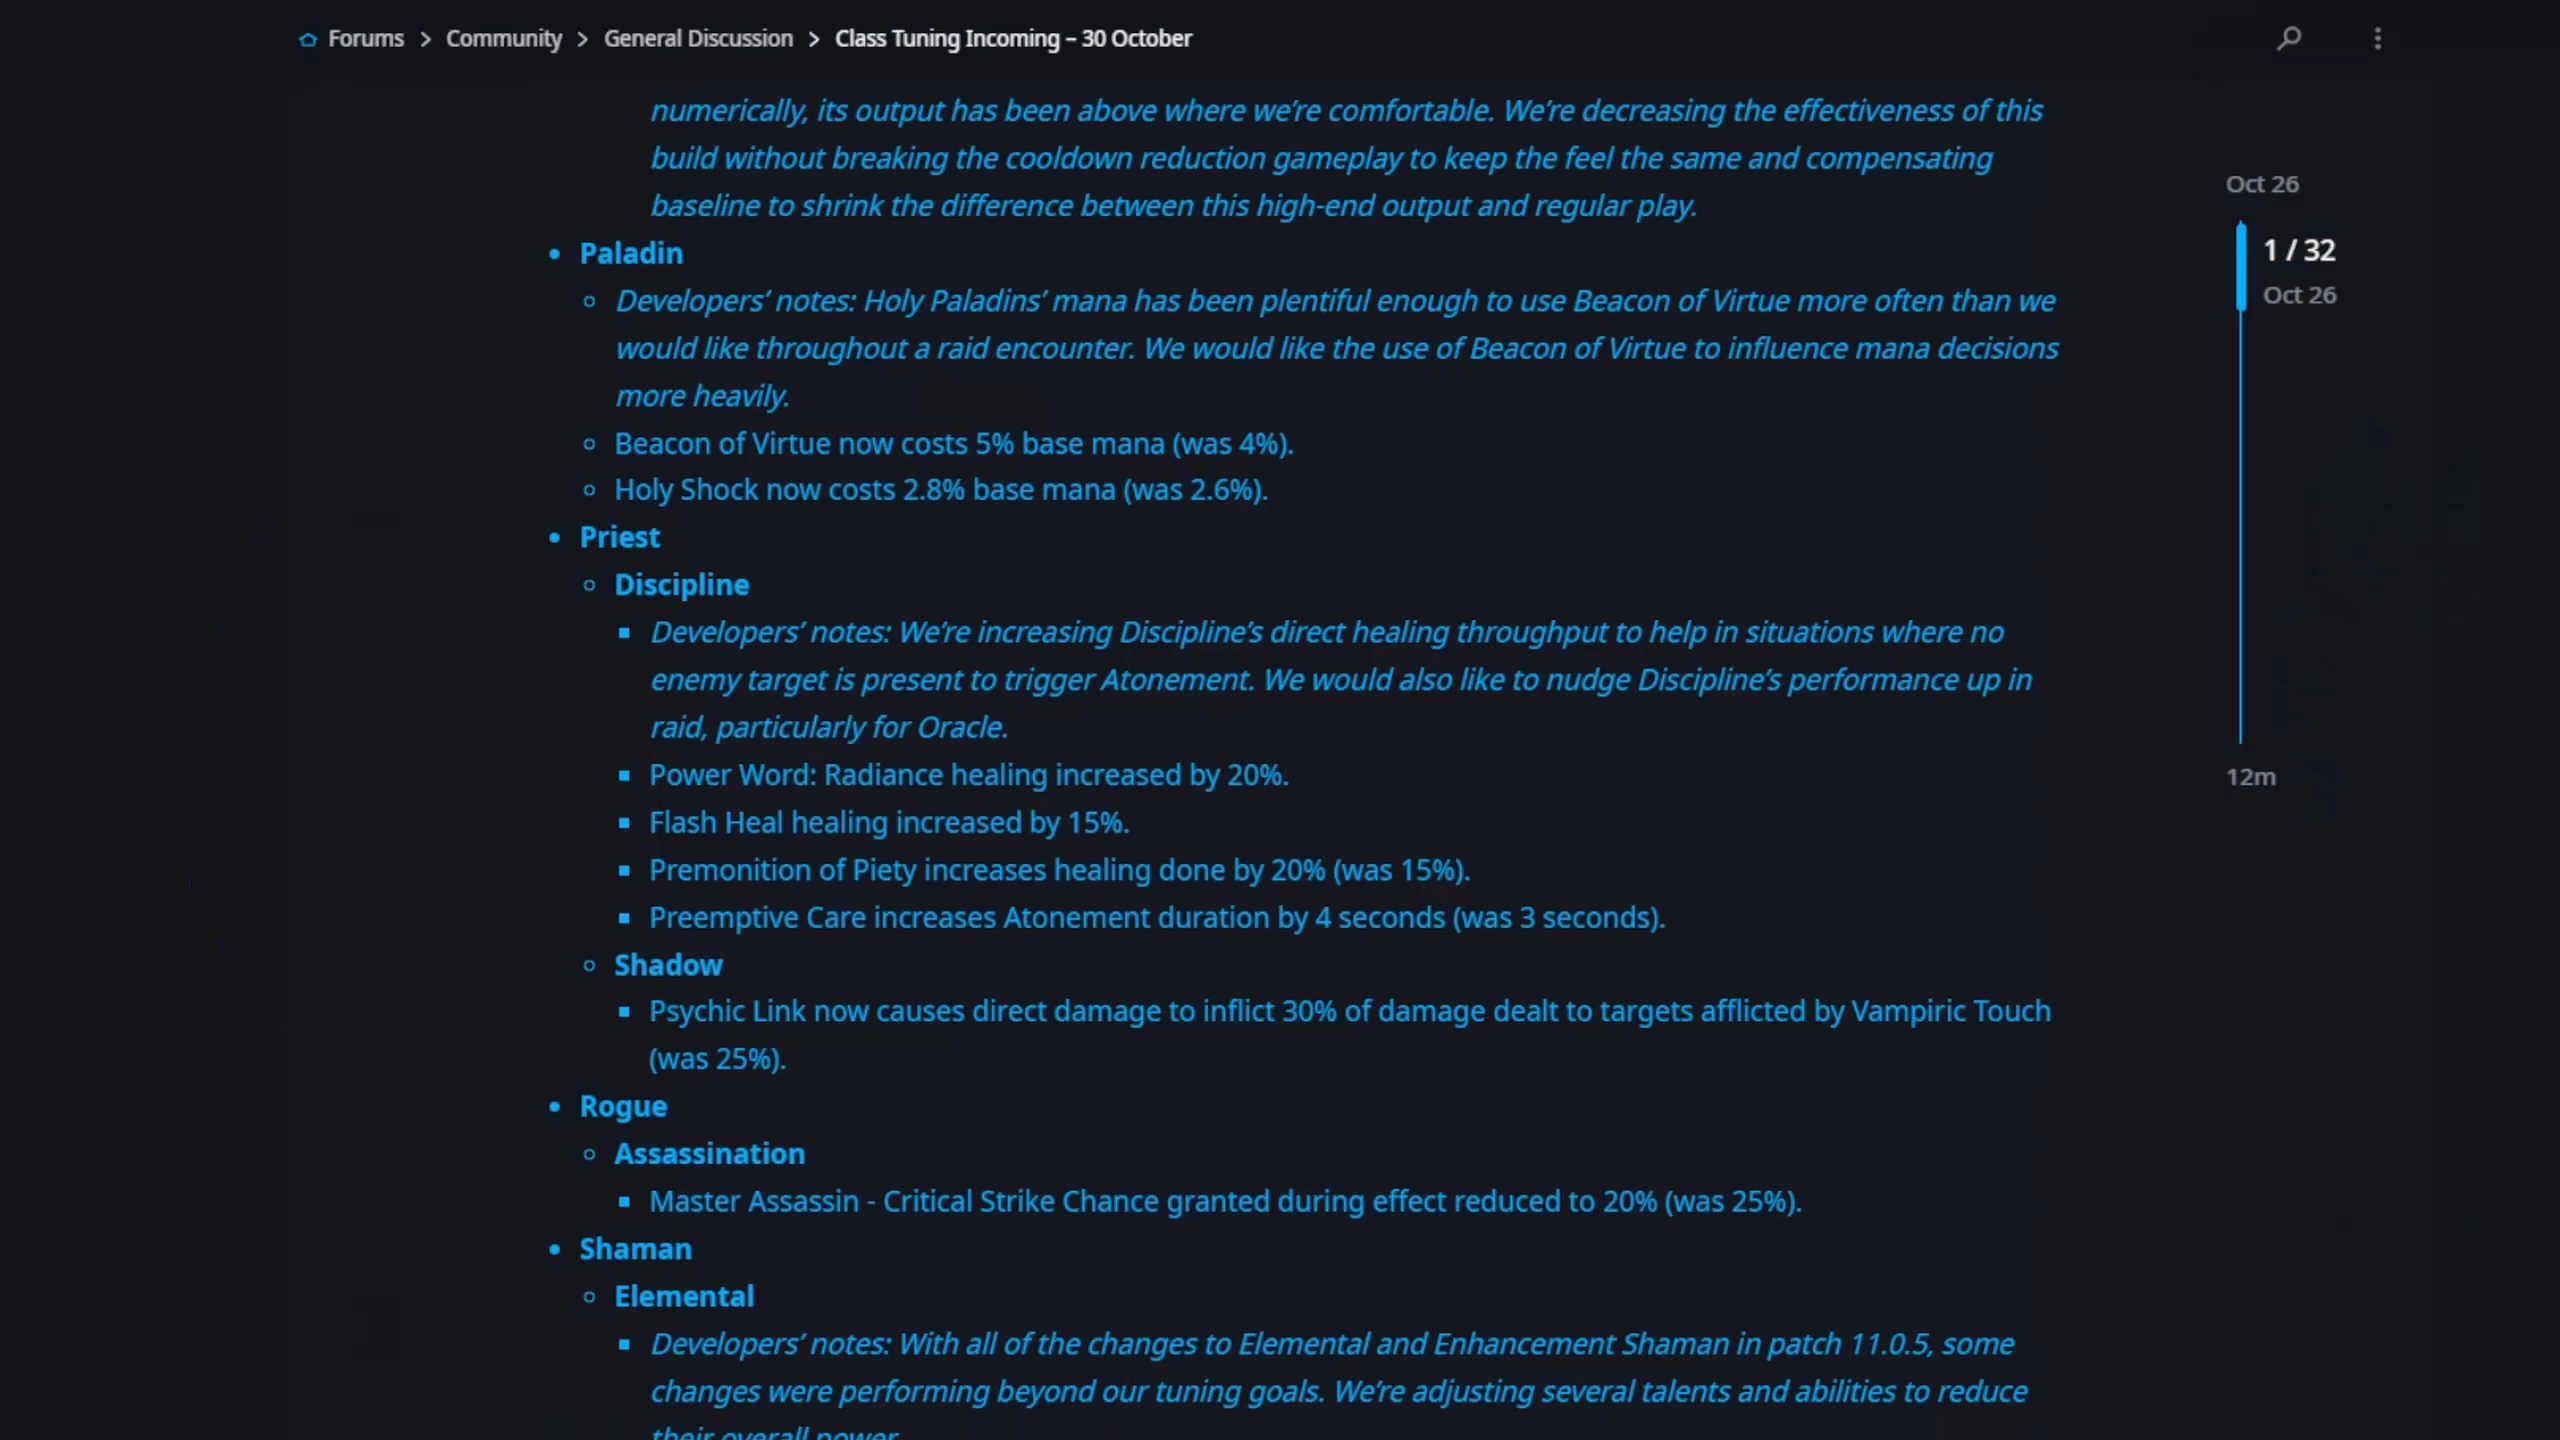 Forums > Community > General Discussion > Class Tuning Incoming – 30 October
numerically, its output has been above where we’re comfortable. We’re decreasing the effectiveness of this
build without breaking the cooldown reduction gameplay to keep the feel the same and compensating
baseline to shrink the difference between this high-end output and regular play.
• Paladin
◦ Developers’ notes: Holy Paladins’ mana has been plentiful enough to use Beacon of Virtue more often than we
would like throughout a raid encounter. We would like the use of Beacon of Virtue to influence mana decisions
more heavily.
◦ Beacon of Virtue now costs 5% base mana (was 4%).
◦ Holy Shock now costs 2.8% base mana (was 2.6%).
• Priest
◦ Discipline
▪ Developers’ notes: We’re increasing Discipline’s direct healing throughput to help in situations where no
enemy target is present to trigger Atonement. We would also like to nudge Discipline’s performance up in
raid, particularly for Oracle.
▪ Power Word: Radiance healing increased by 20%.
▪ Flash Heal healing increased by 15%.
▪ Premonition of Piety increases healing done by 20% (was 15%).
▪ Preemptive Care increases Atonement duration by 4 seconds (was 3 seconds).
◦ Shadow
▪ Psychic Link now causes direct damage to inflict 30% of damage dealt to targets afflicted by Vampiric Touch
(was 25%).
• Rogue
◦ Assassination
▪ Master Assassin - Critical Strike Chance granted during effect reduced to 20% (was 25%).
• Shaman
◦ Elemental
▪ Developers’ notes: With all of the changes to Elemental and Enhancement Shaman in patch 11.0.5, some
changes were performing beyond our tuning goals. We’re adjusting several talents and abilities to reduce
their overall power.
Oct 26
1 / 32
Oct 26
12m